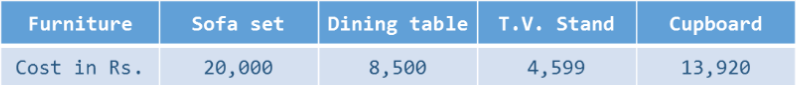 Furniture Sofa set Dining table T.V. Stand Cupboard
Cost in Rs. 20,000 8,500 4,599 13,920